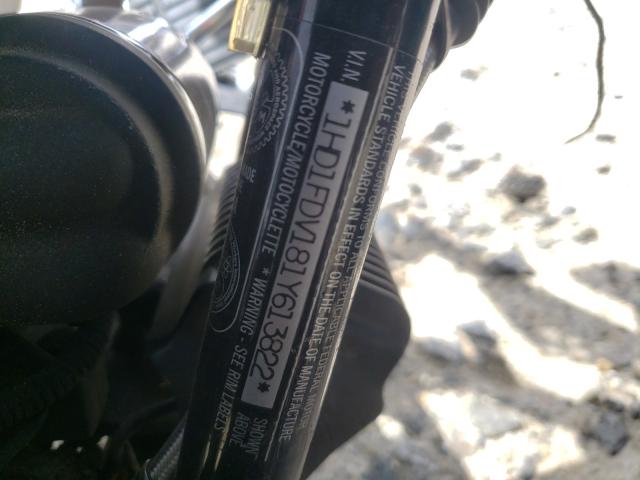 VEHICLE STANDARDS IN EFFECT ON THE DATE OF MANUFACTURE
V.I.N. *1HD1FDV181Y613822*
MOTORCYCLE/MOTOCYCLETTE * WARNING - SEE RIM LABELS
SHOWN
ABOVE